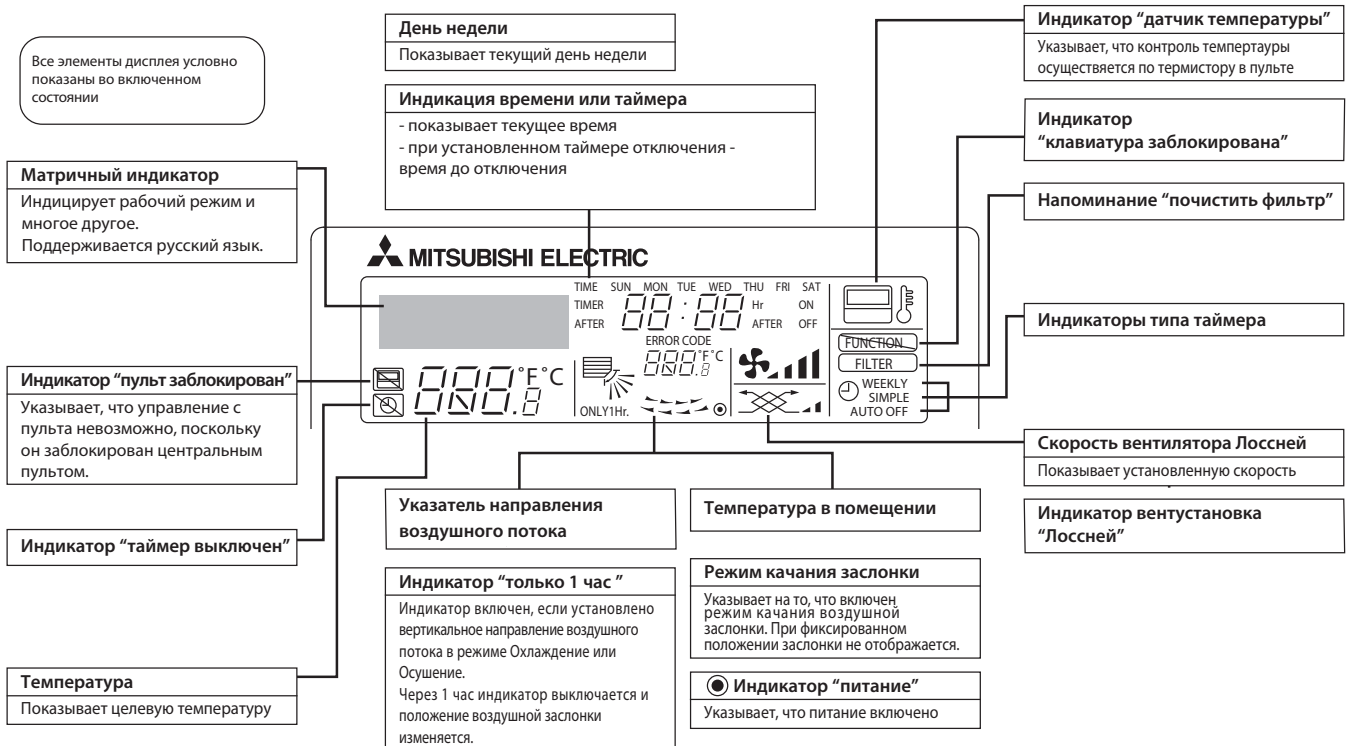 Все элементы дисплея условно
показаны во включенном
состоянии
День недели
Показывает текущий день недели
Индикация времени или таймера
- показывает текущее время
- при установленном таймере отключения -
время до отключения
Индикатор “датчик температуры”
Указывает, что контроль темпертауры
осуществяется по термистору в пульте
Индикатор
“клавиатура заблокирована”
Напоминание “почистить фильтр”
Индикаторы типа таймера
Матричный индикатор
Индицирует рабочий режим и
многое другое.
Поддерживается русский язык.
Индикатор “пульт заблокирован”
Указывает, что управление с
пульта невозможно, поскольку
он заблокирован центральным
пультом.
Индикатор “таймер выключен”
Температура
Показывает целевую температуру
MITSUBISHI ELECTRIC
TIME SUN MON TUE WED THU FRI SAT
TIMER 88:88 Hr ON
AFTER AFTER OFF
ERROR CODE
888.8 °F°C
888.8 °F°C
ONLY1Hr.
FUNCTION
FILTER
WEEKLY
SIMPLE
AUTO OFF
Указатель направления
воздушного потока
Температура в помещении
Скорость вентилятора Лоссней
Показывает установленную скорость
Индикатор вентустановка
“Лоссней”
Индикатор “только 1 час ”
Индикатор включен, если установлено
вертикальное направление воздушного
потока в режиме Охлаждение или
Осушение.
Через 1 час индикатор выключается и
положение воздушной заслонки
изменяется.
Режим качания заслонки
Указывает на то, что включен
режим качания воздушной
заслонки. При фиксированном
положении заслонки не отображается.
Индикатор “питание”
Указывает, что питание включено